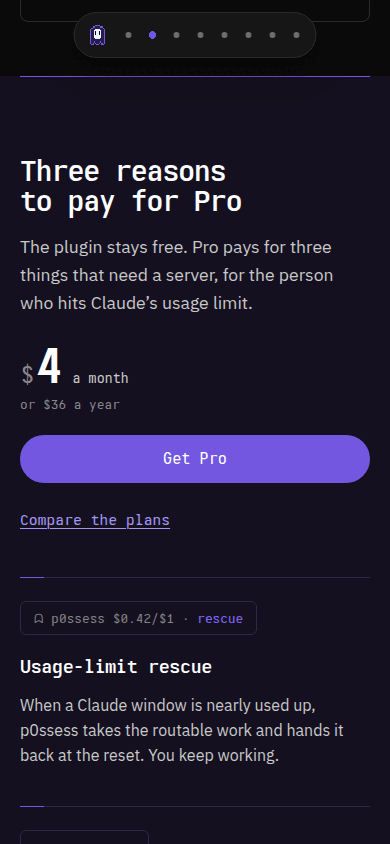 Three reasons
to pay for Pro
The plugin stays free. Pro pays for three
things that need a server, for the person
who hits Claude’s usage limit.
$4 a month
or $36 a year
Get Pro
Compare the plans
p0ssess $0.42/$1 · rescue
Usage-limit rescue
When a Claude window is nearly used up,
p0ssess takes the routable work and hands it
back at the reset. You keep working.